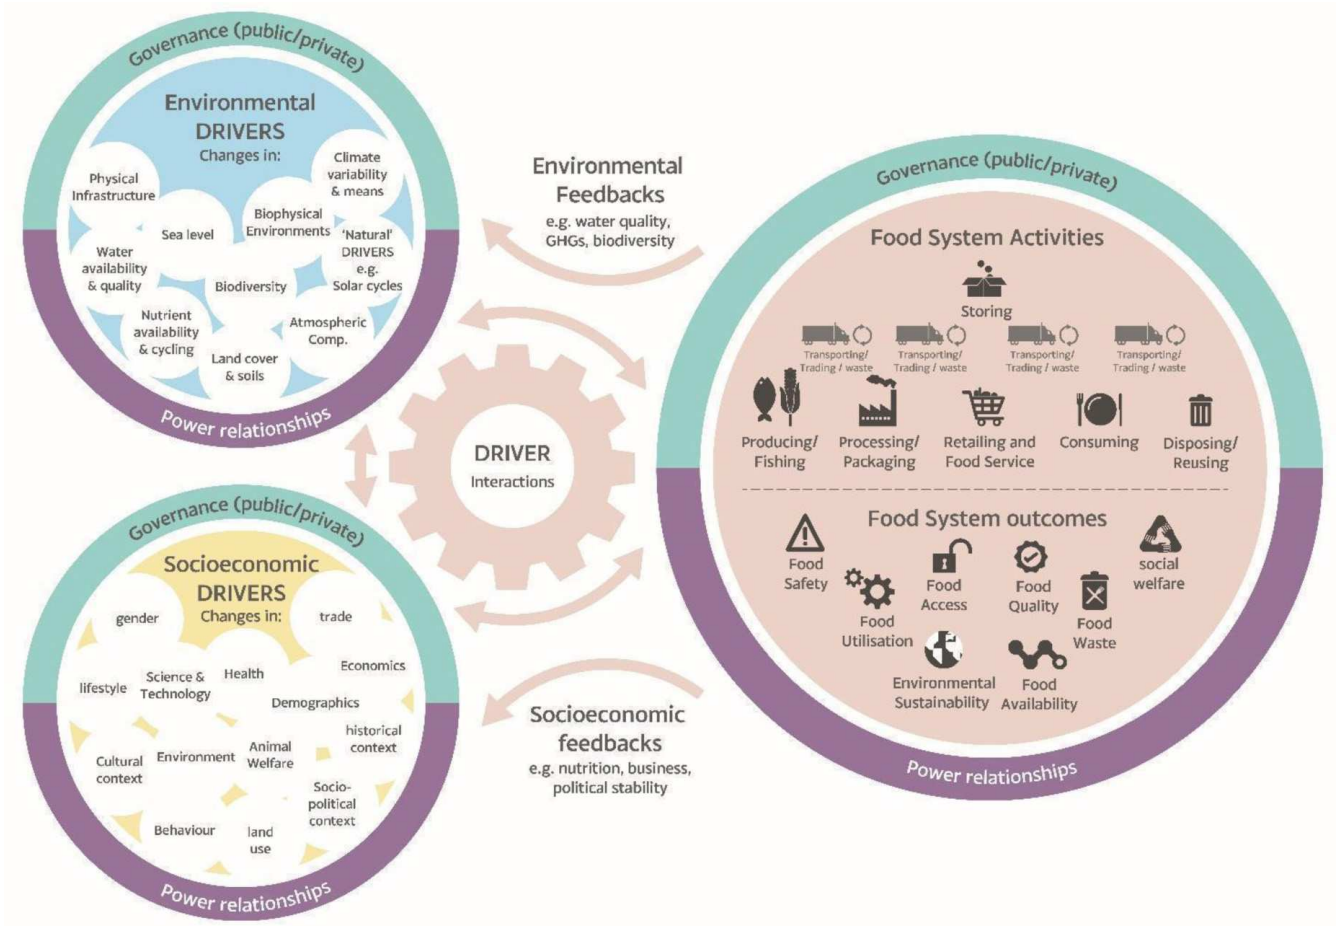 Governance (public/private)
Environmental
DRIVERS
Changes in:
Physical
Infrastructure
Climate
variability
& means
Sea level
Biophysical
Environments
'Natural'
DRIVERS
e.g.
Solar cycles
Water
availability
& quality
Biodiversity
Nutrient
availability
& cycling
Atmospheric
Comp.
Land cover
& soils
Power relationships
Governance (public/private)
Socioeconomic
DRIVERS
Changes in:
gender
trade
lifestyle
Science &
Technology
Health
Economics
Demographics
historical
context
Cultural
context
Environment
Animal
Welfare
Socio-
political
context
Behaviour
land
use
Power relationships
Environmental
Feedbacks
e.g. water quality,
GHGs, biodiversity
DRIVER
Interactions
Socioeconomic
feedbacks
e.g. nutrition, business,
political stability
Governance (public/private)
Food System Activities
Storing
Transporting/
Trading / waste
Transporting/
Trading / waste
Transporting/
Trading / waste
Transporting/
Trading / waste
Producing/
Fishing
Processing/
Packaging
Retailing and
Food Service
Consuming
Disposing/
Reusing
Food System outcomes
Food
Safety
Food
Utilisation
Food
Access
Food
Quality
Food
Waste
social
welfare
Environmental
Sustainability
Food
Availability
Power relationships